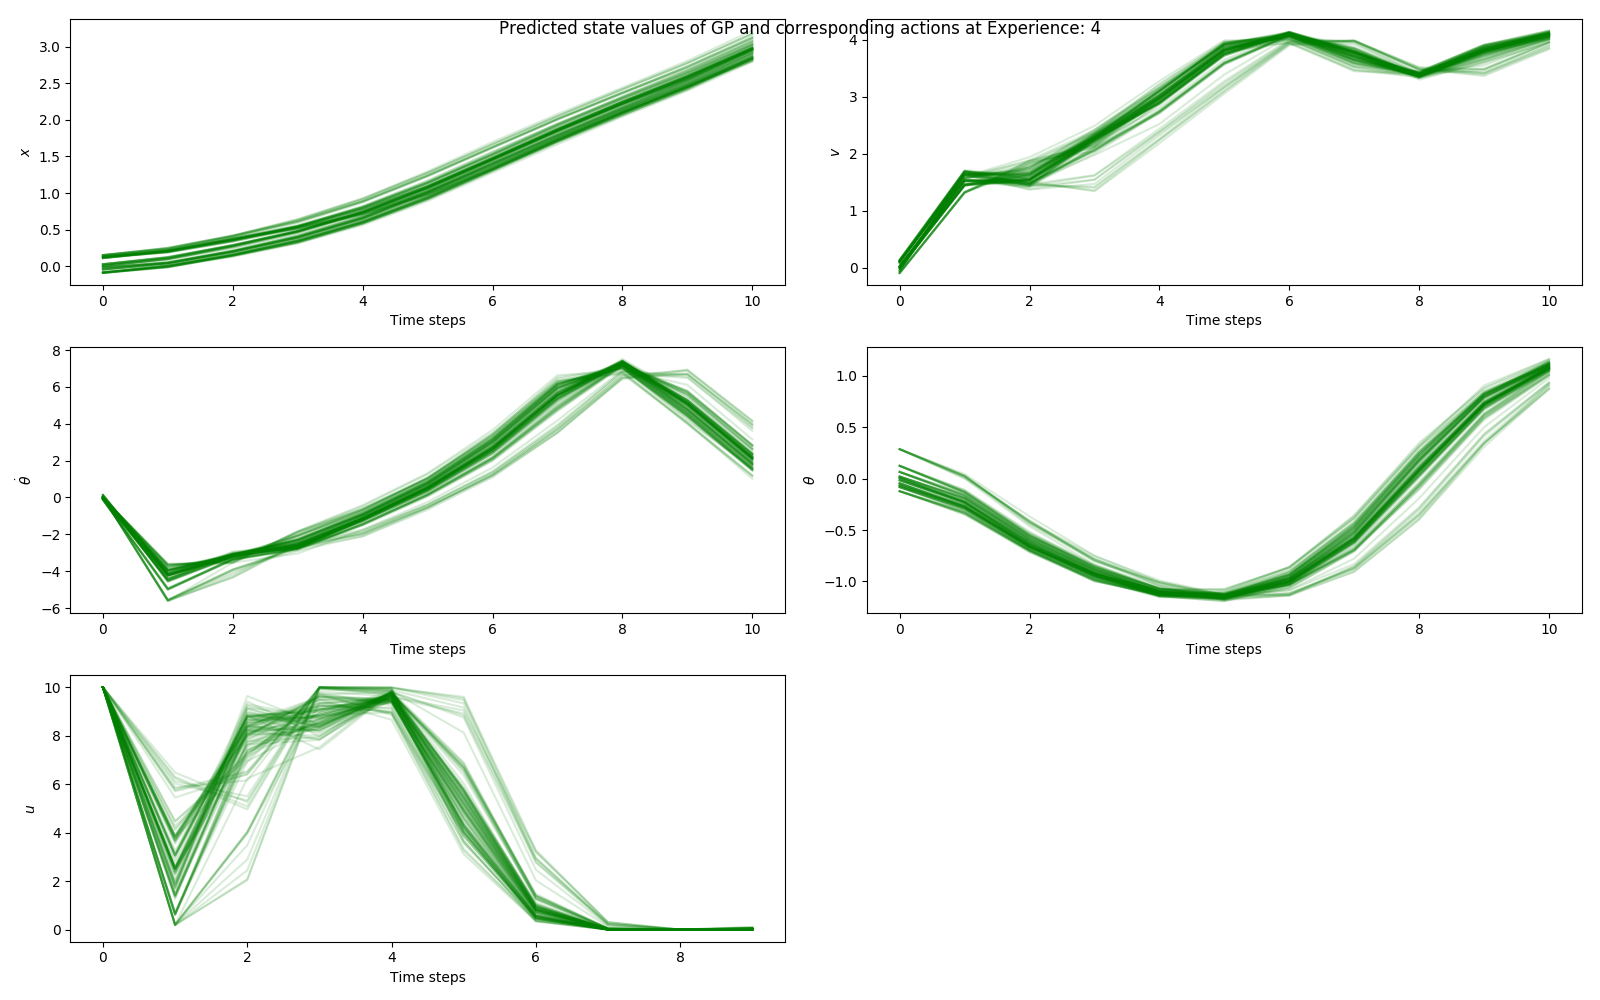 Predicted state values of GP and corresponding actions at Experience: 4
3.0
2.5
2.0
1.5
1.0
0.5
0.0
x
0 2 4 6 8 10
Time steps
4
3
2
1
0
v
0 2 4 6 8 10
Time steps
8
6
4
2
0
−2
−4
−6
θ̇
0 2 4 6 8 10
Time steps
1.0
0.5
0.0
−0.5
−1.0
θ
0 2 4 6 8 10
Time steps
10
8
6
4
2
0
u
0 2 4 6 8
Time steps